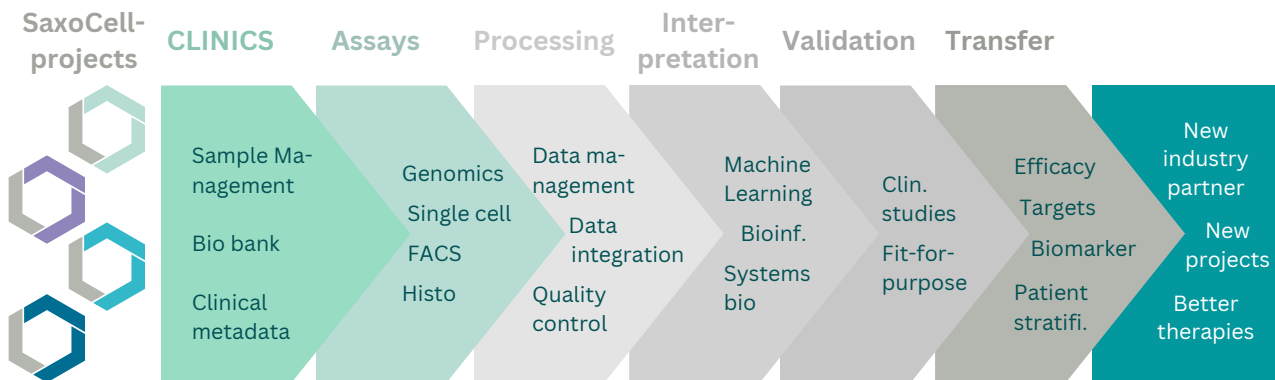 SaxoCell-
projects
CLINICS
Assays
Processing
Inter-
pretation
Validation
Transfer
Sample Ma-
nagement
Bio bank
Clinical
metadata
Genomics
Single cell
FACS
Histo
Data ma-
nagement
Data
integration
Quality
control
Machine
Learning
Bioinf.
Systems
bio
Clin.
studies
Fit-for-
purpose
Efficacy
Targets
Biomarker
Patient
stratifi.
New
industry
partner
New
projects
Better
therapies